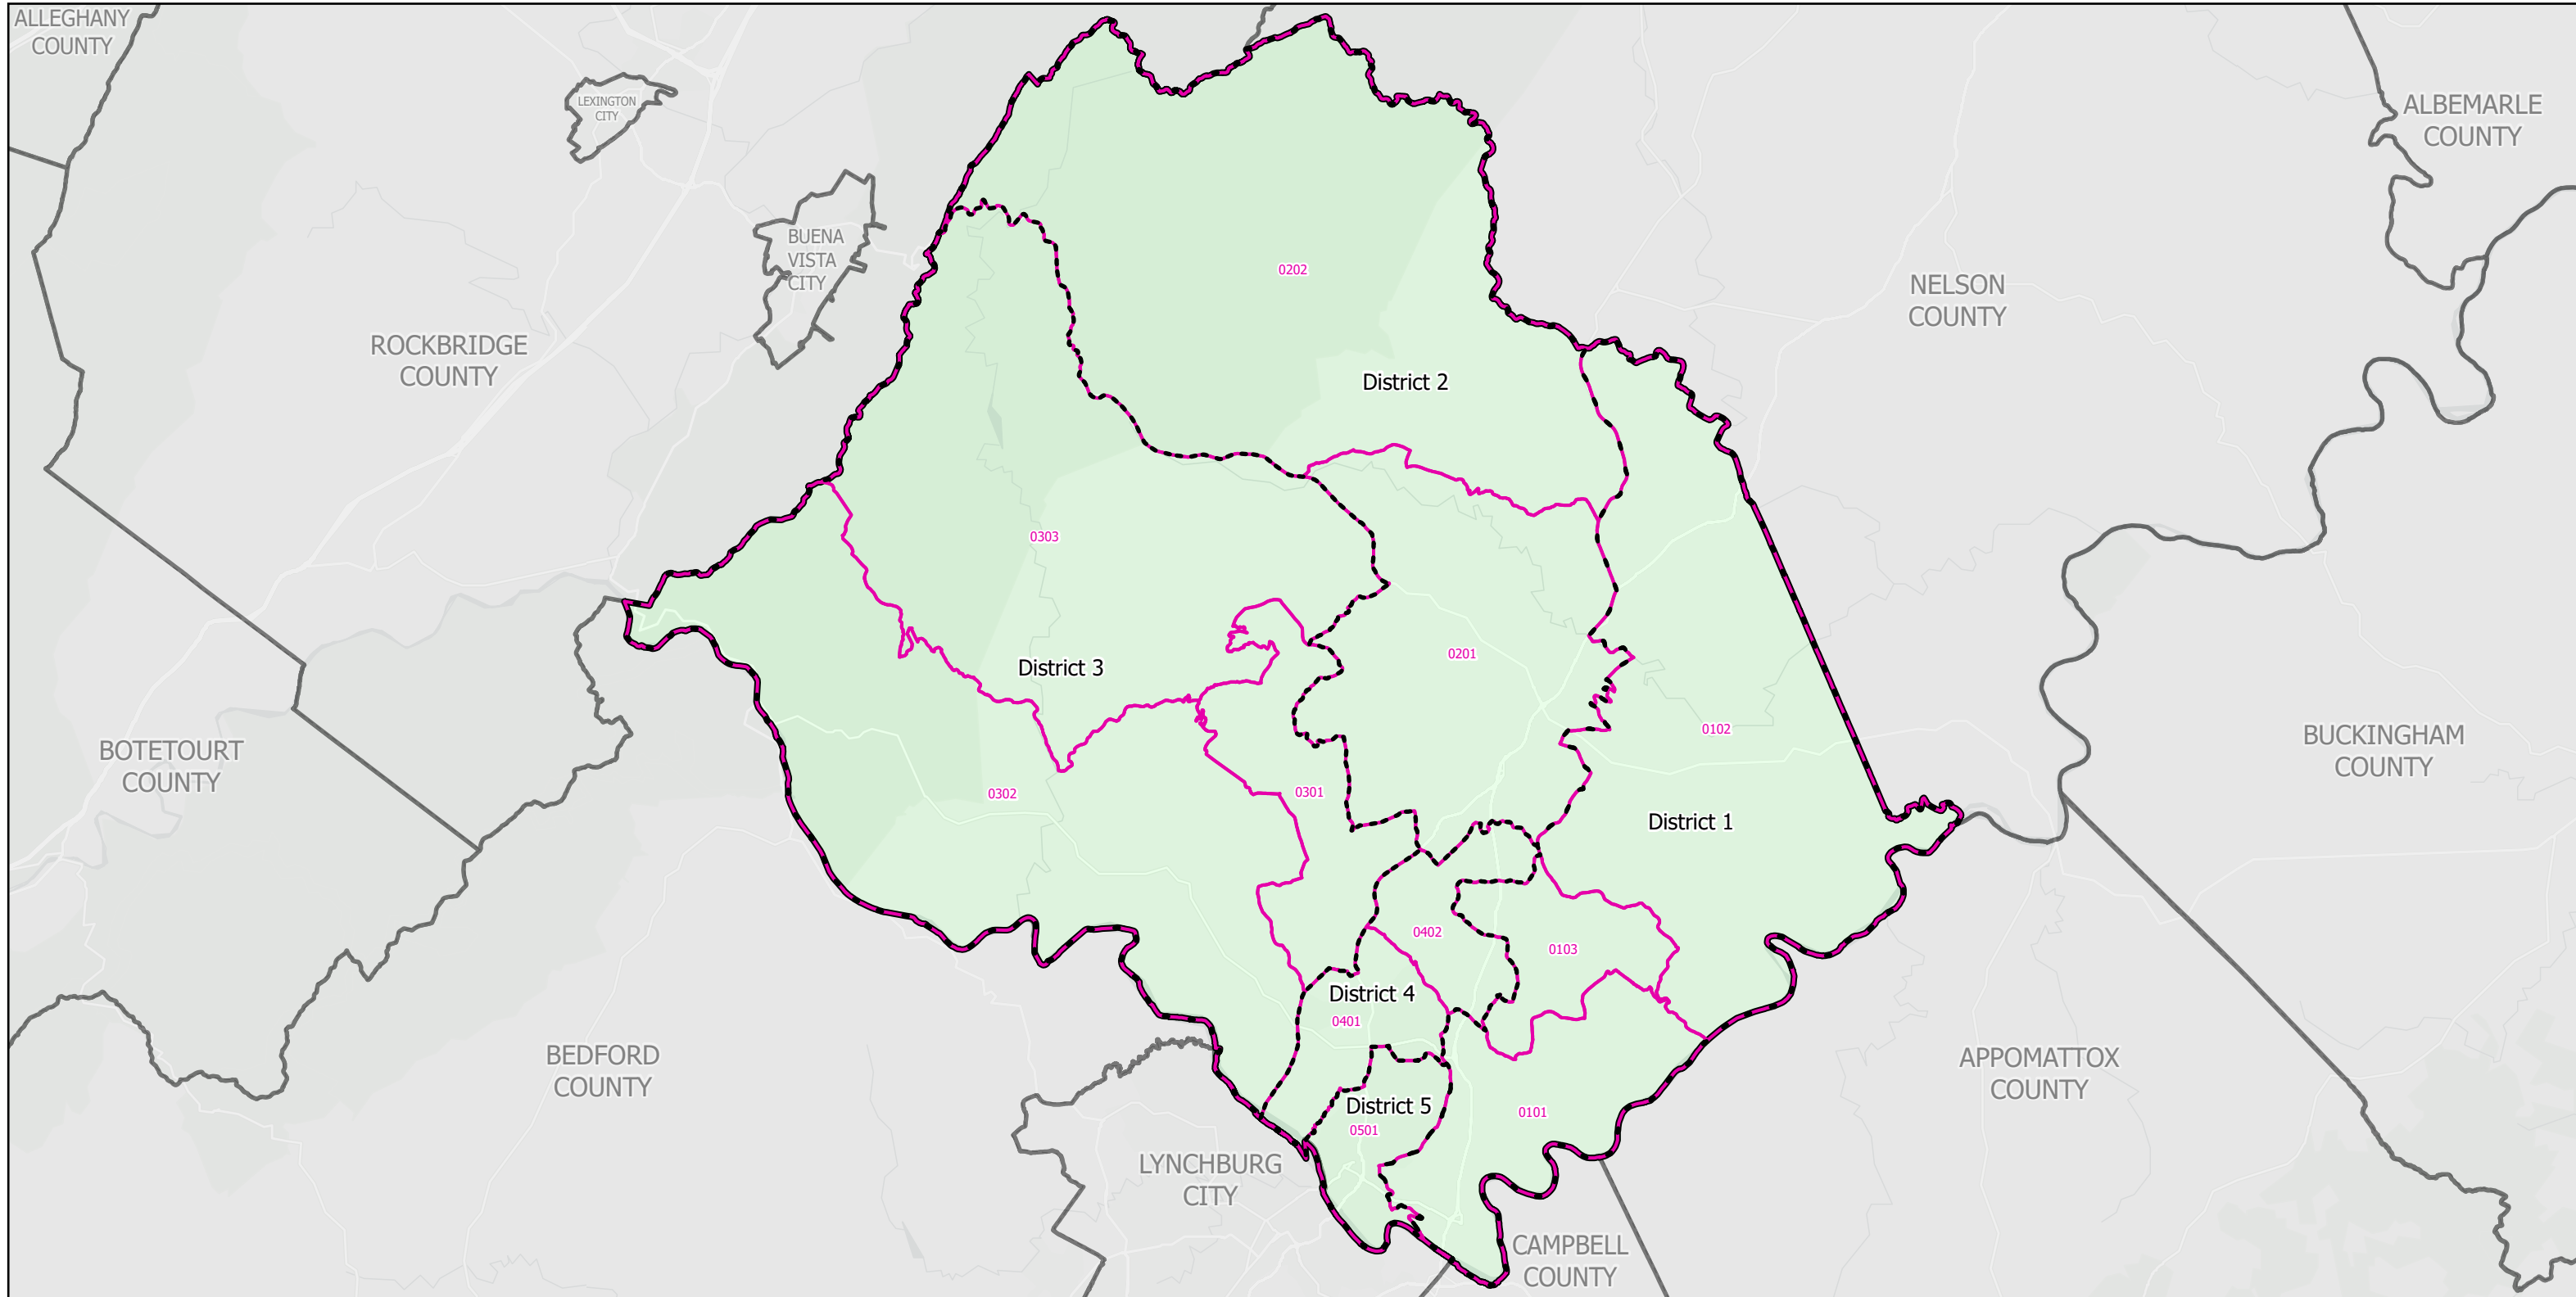 ALLEGHANY
COUNTY
LEXINGTON
CITY
ALBEMARLE
COUNTY
BUENA
VISTA
CITY
0202
NELSON
COUNTY
ROCKBRIDGE
COUNTY
District 2
0303
District 3
0201
0102
BOTETOURT
COUNTY
BUCKINGHAM
COUNTY
0302
0301
District 1
0402
0103
District 4
0401
BEDFORD
COUNTY
APPOMATTOX
COUNTY
District 5
0501
0101
LYNCHBURG
CITY
CAMPBELL
COUNTY